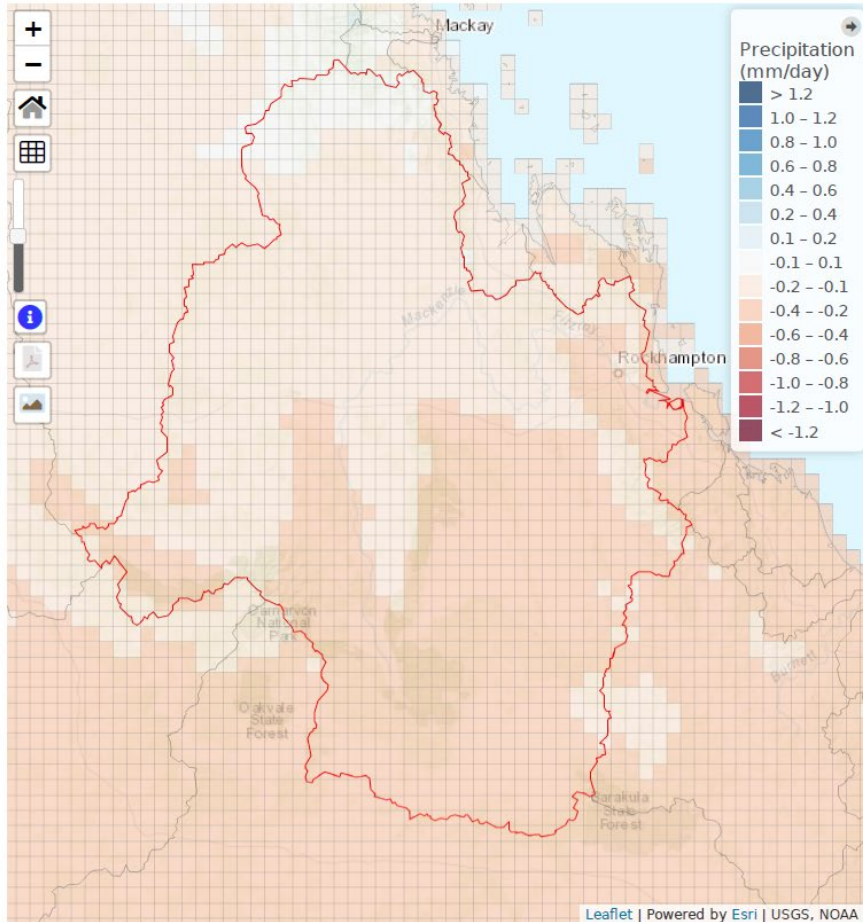 +
−
i
Mackay
Mackenzie
Fitzroy
Rockhampton
Carnarvon
National
Park
Oakvale
State
Forest
Burnett
Barakula
State
Forest
Precipitation
(mm/day)
> 1.2
1.0 – 1.2
0.8 – 1.0
0.6 – 0.8
0.4 – 0.6
0.2 – 0.4
0.1 – 0.2
-0.1 – 0.1
-0.2 – -0.1
-0.4 – -0.2
-0.6 – -0.4
-0.8 – -0.6
-1.0 – -0.8
-1.2 – -1.0
< -1.2
Leaflet | Powered by Esri | USGS, NOAA